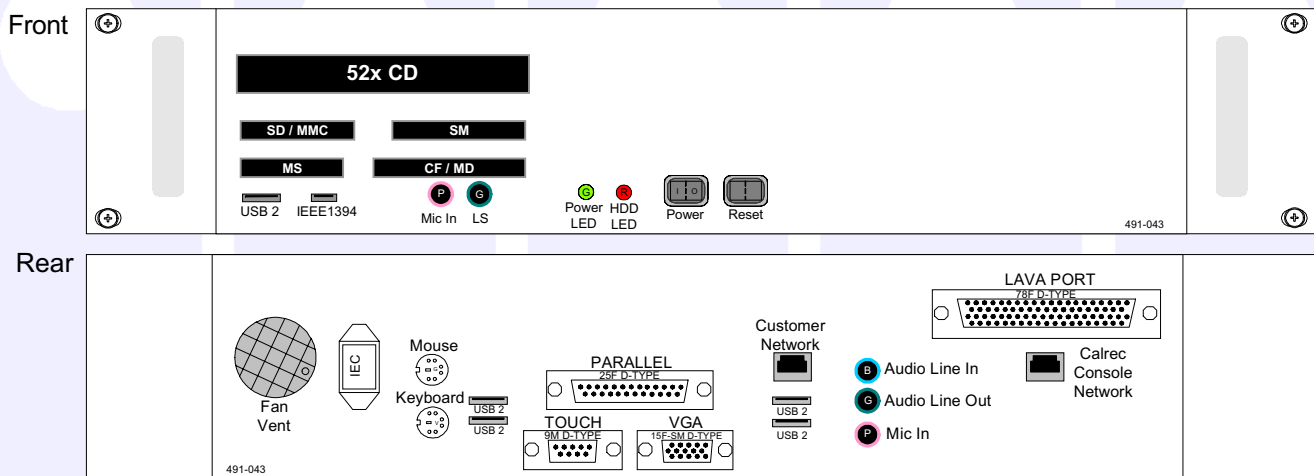 Front
52x CD
SD / MMC
SM
MS
CF / MD
P
G
USB 2
IEEE1394
Mic In
LS
G
R
Power
LED
HDD
LED
I O
Power
Reset
491-043
Rear
Fan
Vent
IEC
Mouse
Keyboard
USB 2
USB 2
PARALLEL
25F D-TYPE
TOUCH
9M D-TYPE
VGA
15F-SM D-TYPE
Customer
Network
USB 2
USB 2
B Audio Line In
G Audio Line Out
P Mic In
LAVA PORT
78F D-TYPE
Calrec
Console
Network
491-043